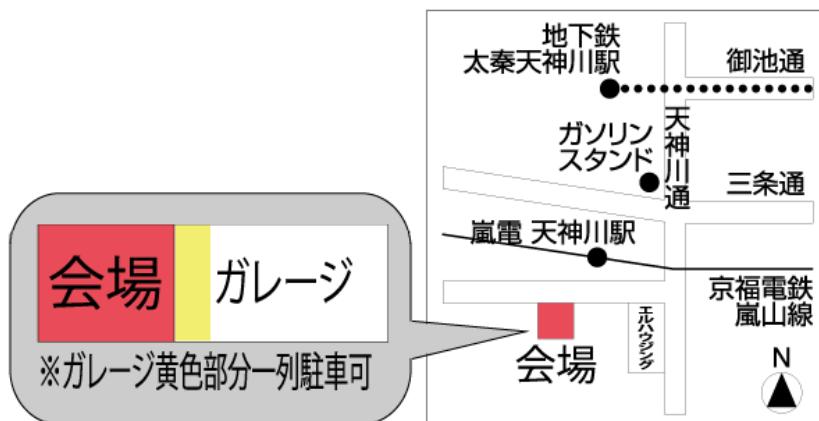 地下鉄
太秦天神川駅
御池通
天神川通
ガソリン
スタンド
三条通
嵐電 天神川駅
京福電鉄
嵐山線
エルハウジング
会場
N
会場
ガレージ
※ガレージ黄色部分一列駐車可